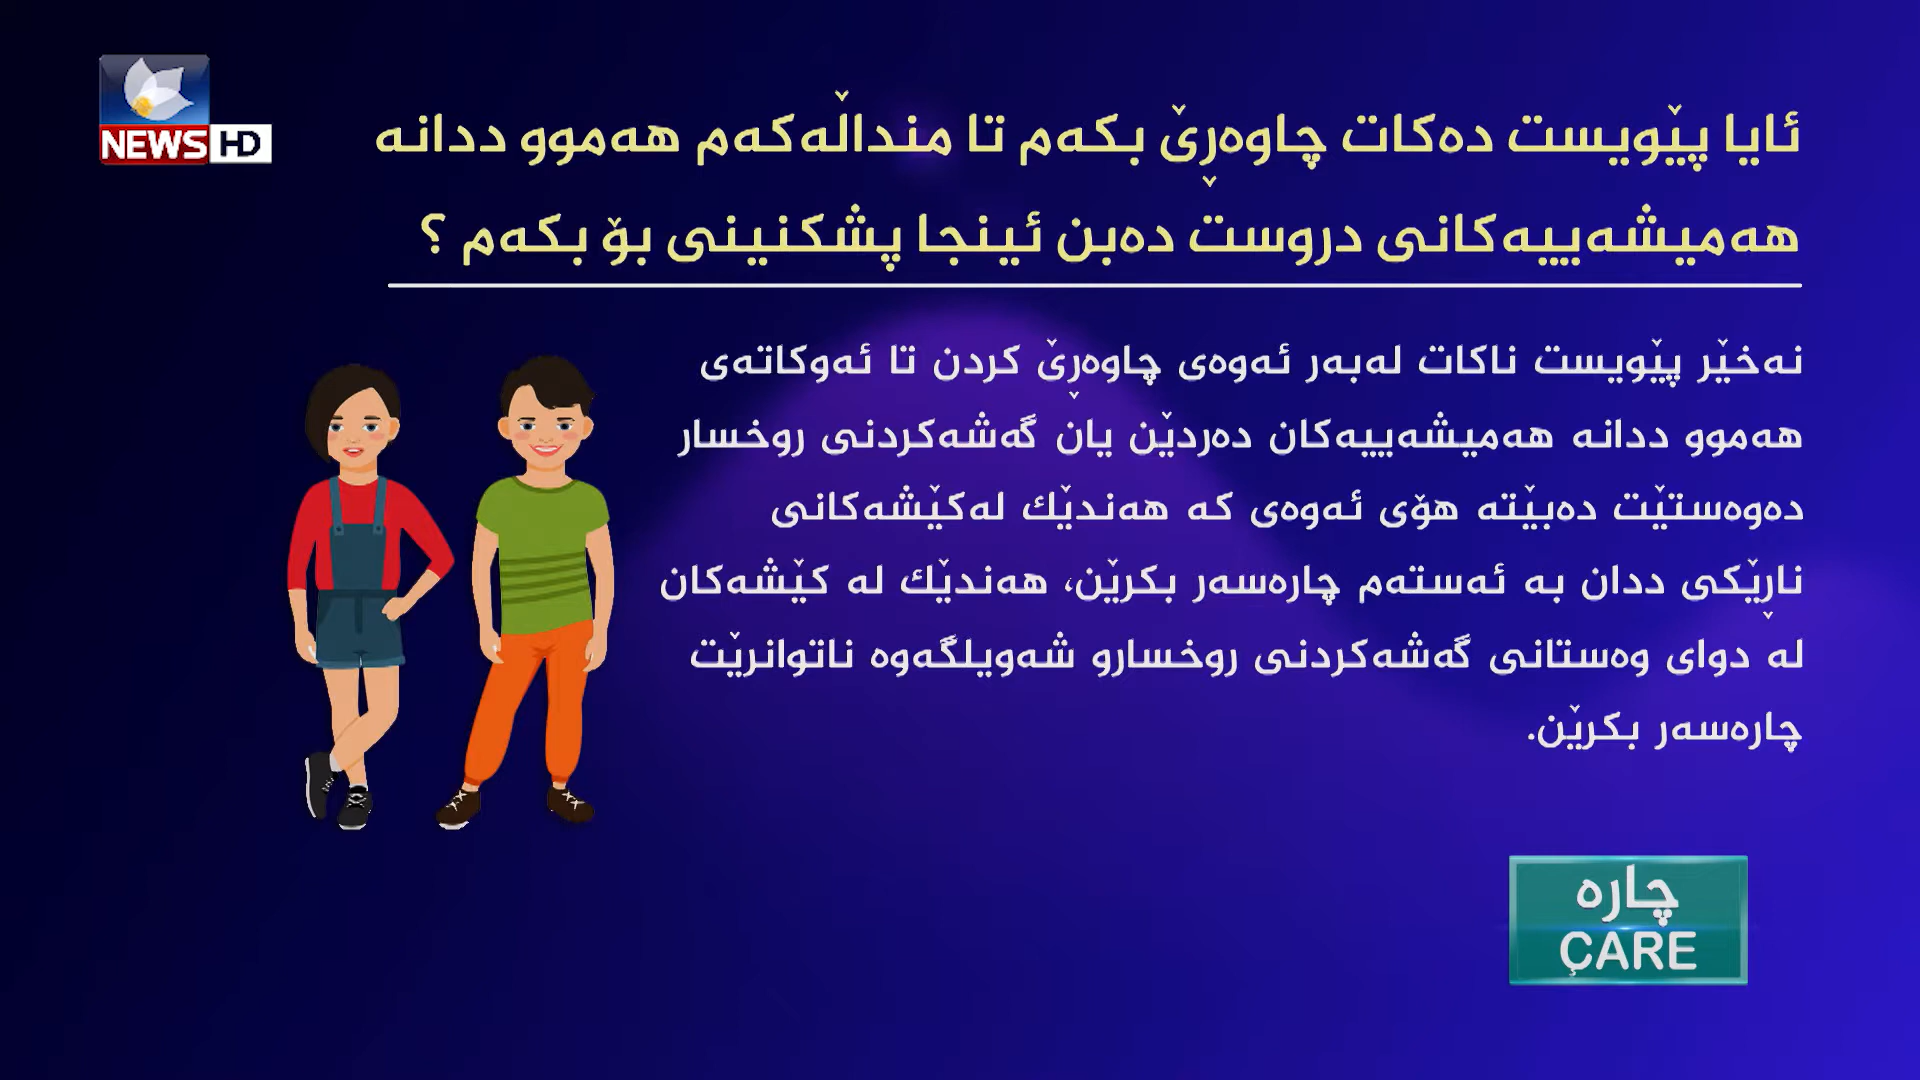 NEWS HD
ئایا پێویست دەکات چاوەڕێ بکەم تا منداڵەکەم هەموو ددانە
هەمیشەییەکانی دروست دەبن ئینجا پشکنینی بۆ بکەم ؟
نەخێر پێویست ناکات لەبەر ئەوەی چاوەڕێ کردن تا ئەوکاتەی
هەموو ددانە هەمیشەییەکان دەردێن یان گەشەکردنی روخسار
دەوەستێت دەبێتە هۆی ئەوەی کە هەندێك لەکێشەکانی
ناڕێکی ددان بە ئەستەم چارەسەر بکرێن، هەندێك لە کێشەکان
لە دوای وەستانی گەشەکردنی روخسارو شەویلگەوە ناتوانرێت
چارەسەر بکرێن.
چارە
ÇARE